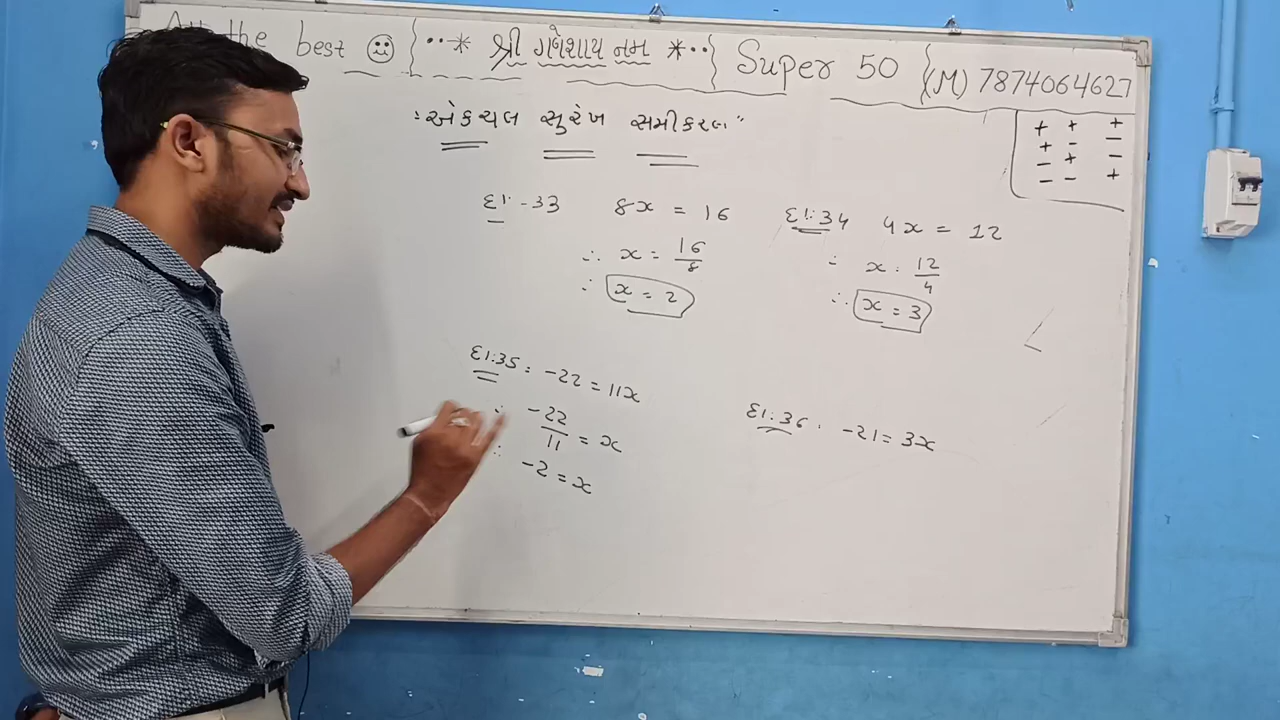 All the best ☺ ··* શ્રી ગણેશાય નમ *·· Super 50 (M) 7874064627
:એકચલ સુરેખ સમીકરણ"
+ + +
+ - -
- + -
- - +
દા.-33 8x = 16
∴ x = 16/8
∴ x = 2
દા.34 4x = 12
∴ x = 12/4
∴ x = 3
દા.35: -22 = 11x
∴ -22/11 = x
∴ -2 = x
દા.36. -21 = 3x